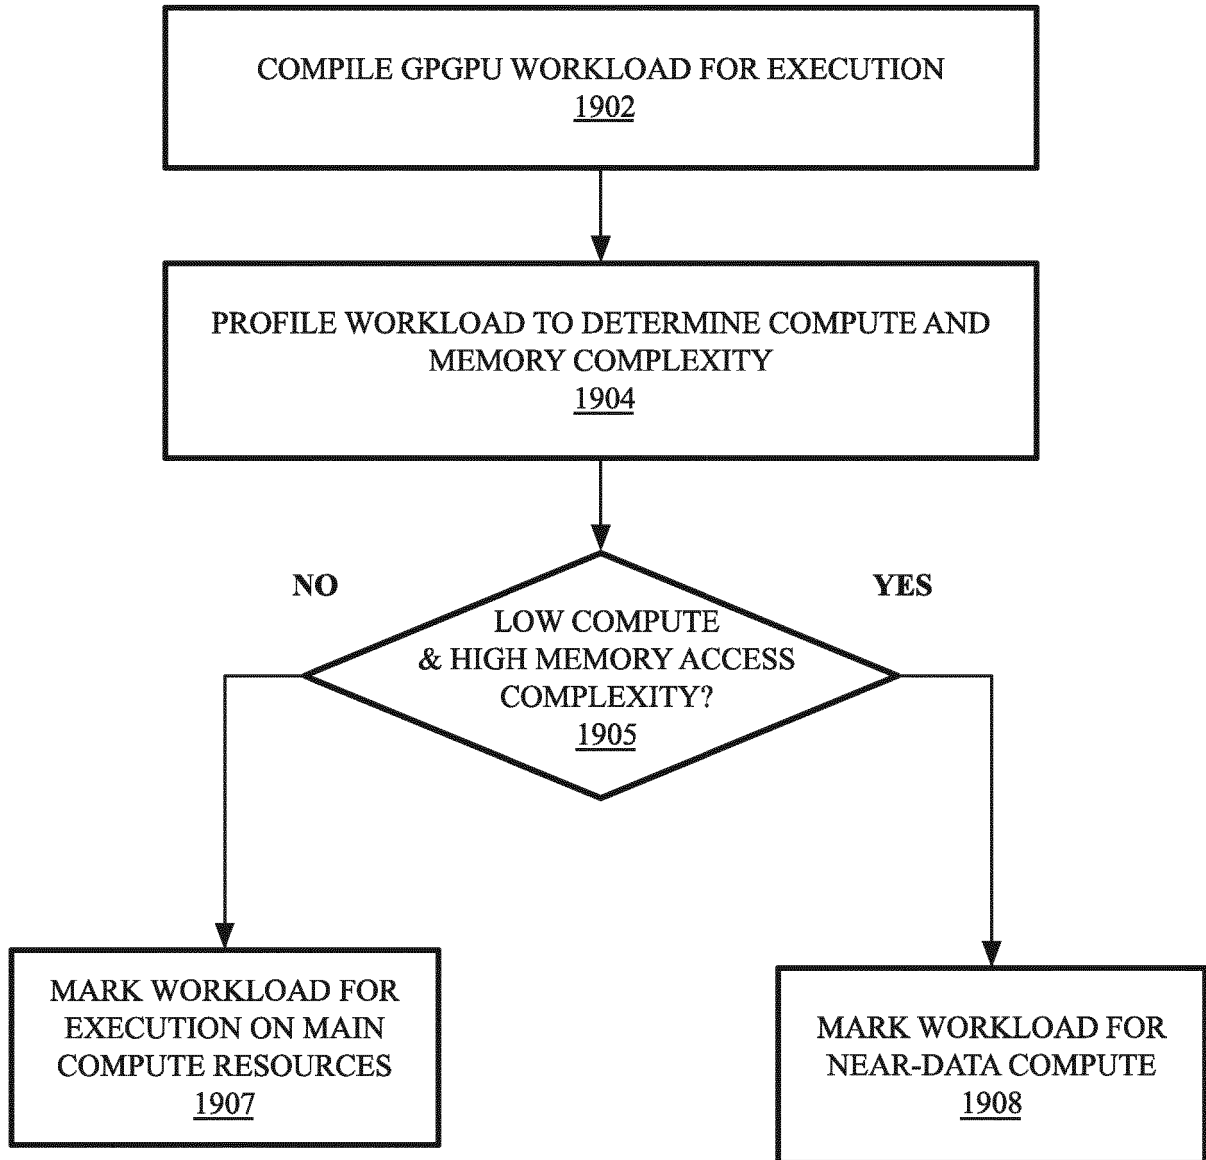 COMPILE GPGPU WORKLOAD FOR EXECUTION
1902
PROFILE WORKLOAD TO DETERMINE COMPUTE AND
MEMORY COMPLEXITY
1904
NO
YES
LOW COMPUTE
& HIGH MEMORY ACCESS
COMPLEXITY?
1905
MARK WORKLOAD FOR
EXECUTION ON MAIN
COMPUTE RESOURCES
1907
MARK WORKLOAD FOR
NEAR-DATA COMPUTE
1908